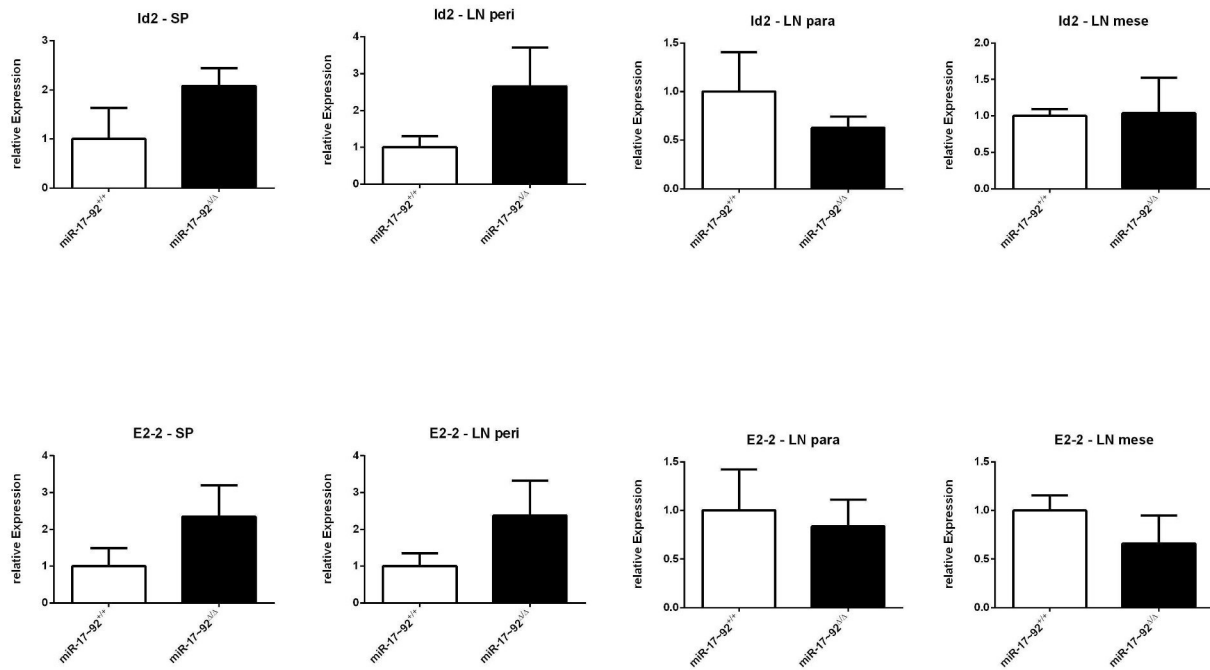 Id2 - SP
relative Expression
3
2
1
0
miR-17~92+/+
miR-17~92Δ/Δ
Id2 - LN peri
relative Expression
4
3
2
1
0
miR-17~92+/+
miR-17~92Δ/Δ
Id2 - LN para
relative Expression
1.5
1.0
0.5
0.0
miR-17~92+/+
miR-17~92Δ/Δ
Id2 - LN mese
relative Expression
2.0
1.5
1.0
0.5
0.0
miR-17~92+/+
miR-17~92Δ/Δ
E2-2 - SP
relative Expression
4
3
2
1
0
miR-17~92+/+
miR-17~92Δ/Δ
E2-2 - LN peri
relative Expression
4
3
2
1
0
miR-17~92+/+
miR-17~92Δ/Δ
E2-2 - LN para
relative Expression
1.5
1.0
0.5
0.0
miR-17~92+/+
miR-17~92Δ/Δ
E2-2 - LN mese
relative Expression
1.5
1.0
0.5
0.0
miR-17~92+/+
miR-17~92Δ/Δ